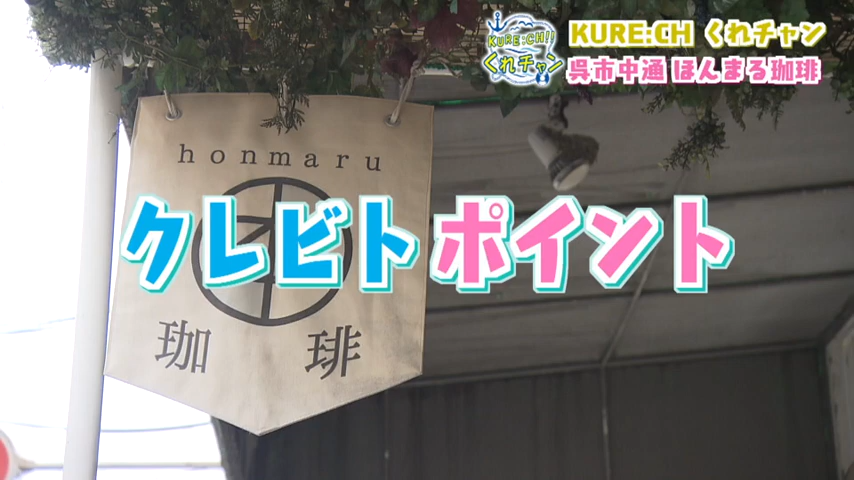 KURE:CH!!
くれチャン
KURE:CH くれチャン
呉市中通 ほんまる珈琲
honmaru
クレビトポイント
珈琲